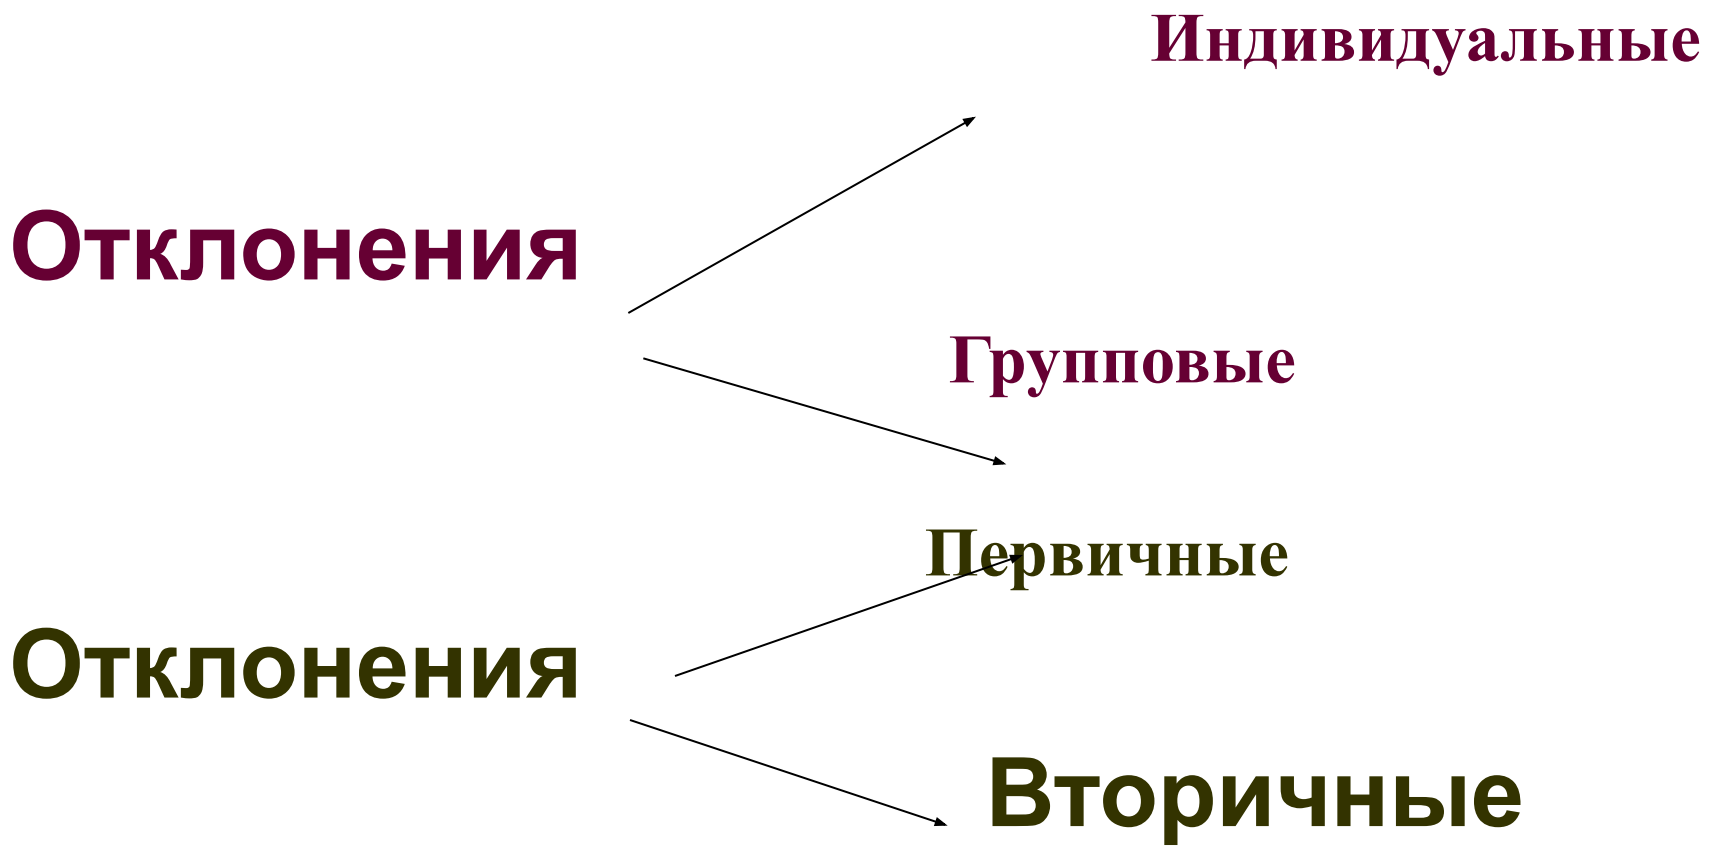 Индивидуальные
Отклонения
Групповые
Первичные
Отклонения
Вторичные